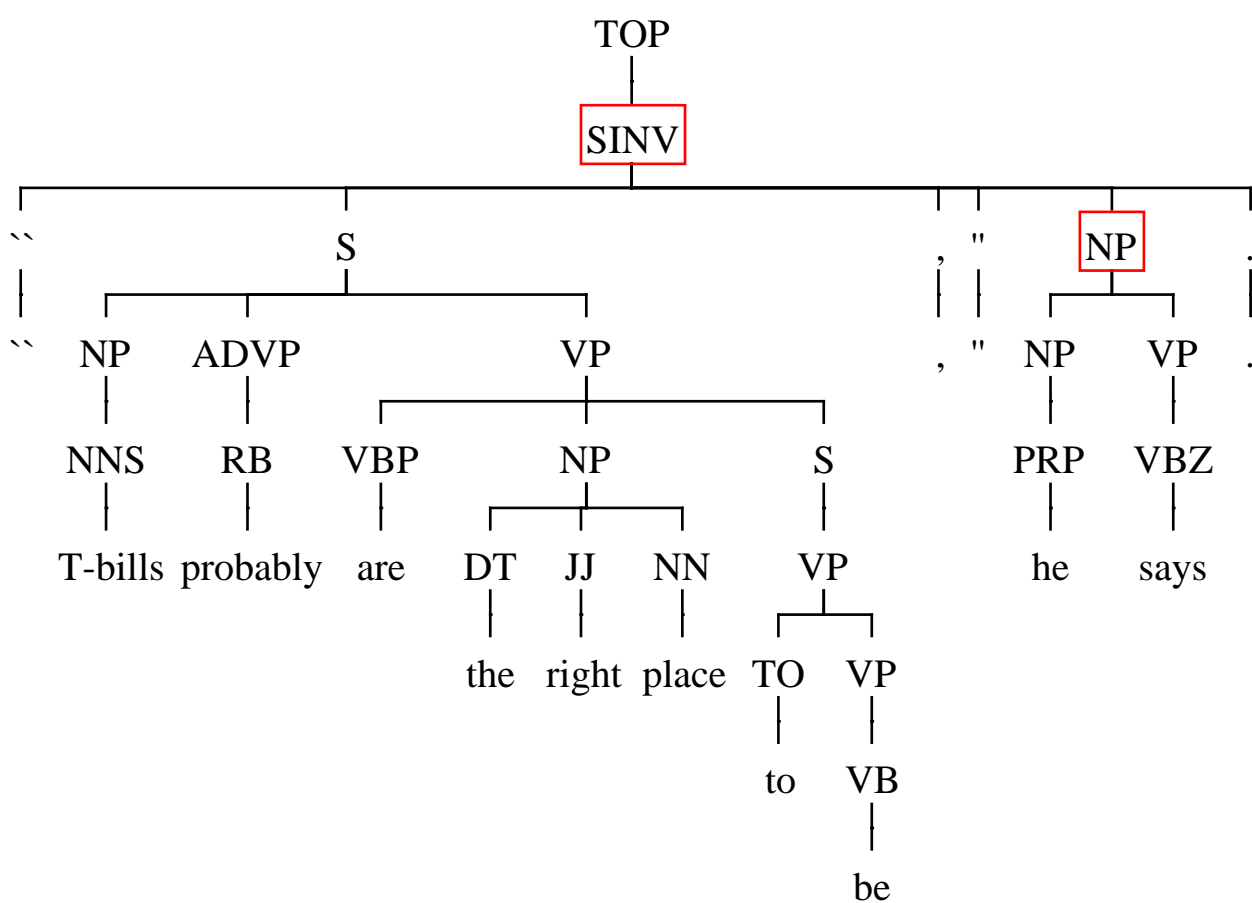 TOP
SINV
`` S , " NP .
`` NP ADVP VP , " NP VP .
NNS RB VBP NP S PRP VBZ
T-bills probably are DT JJ NN VP he says
the right place TO VP
to VB
be